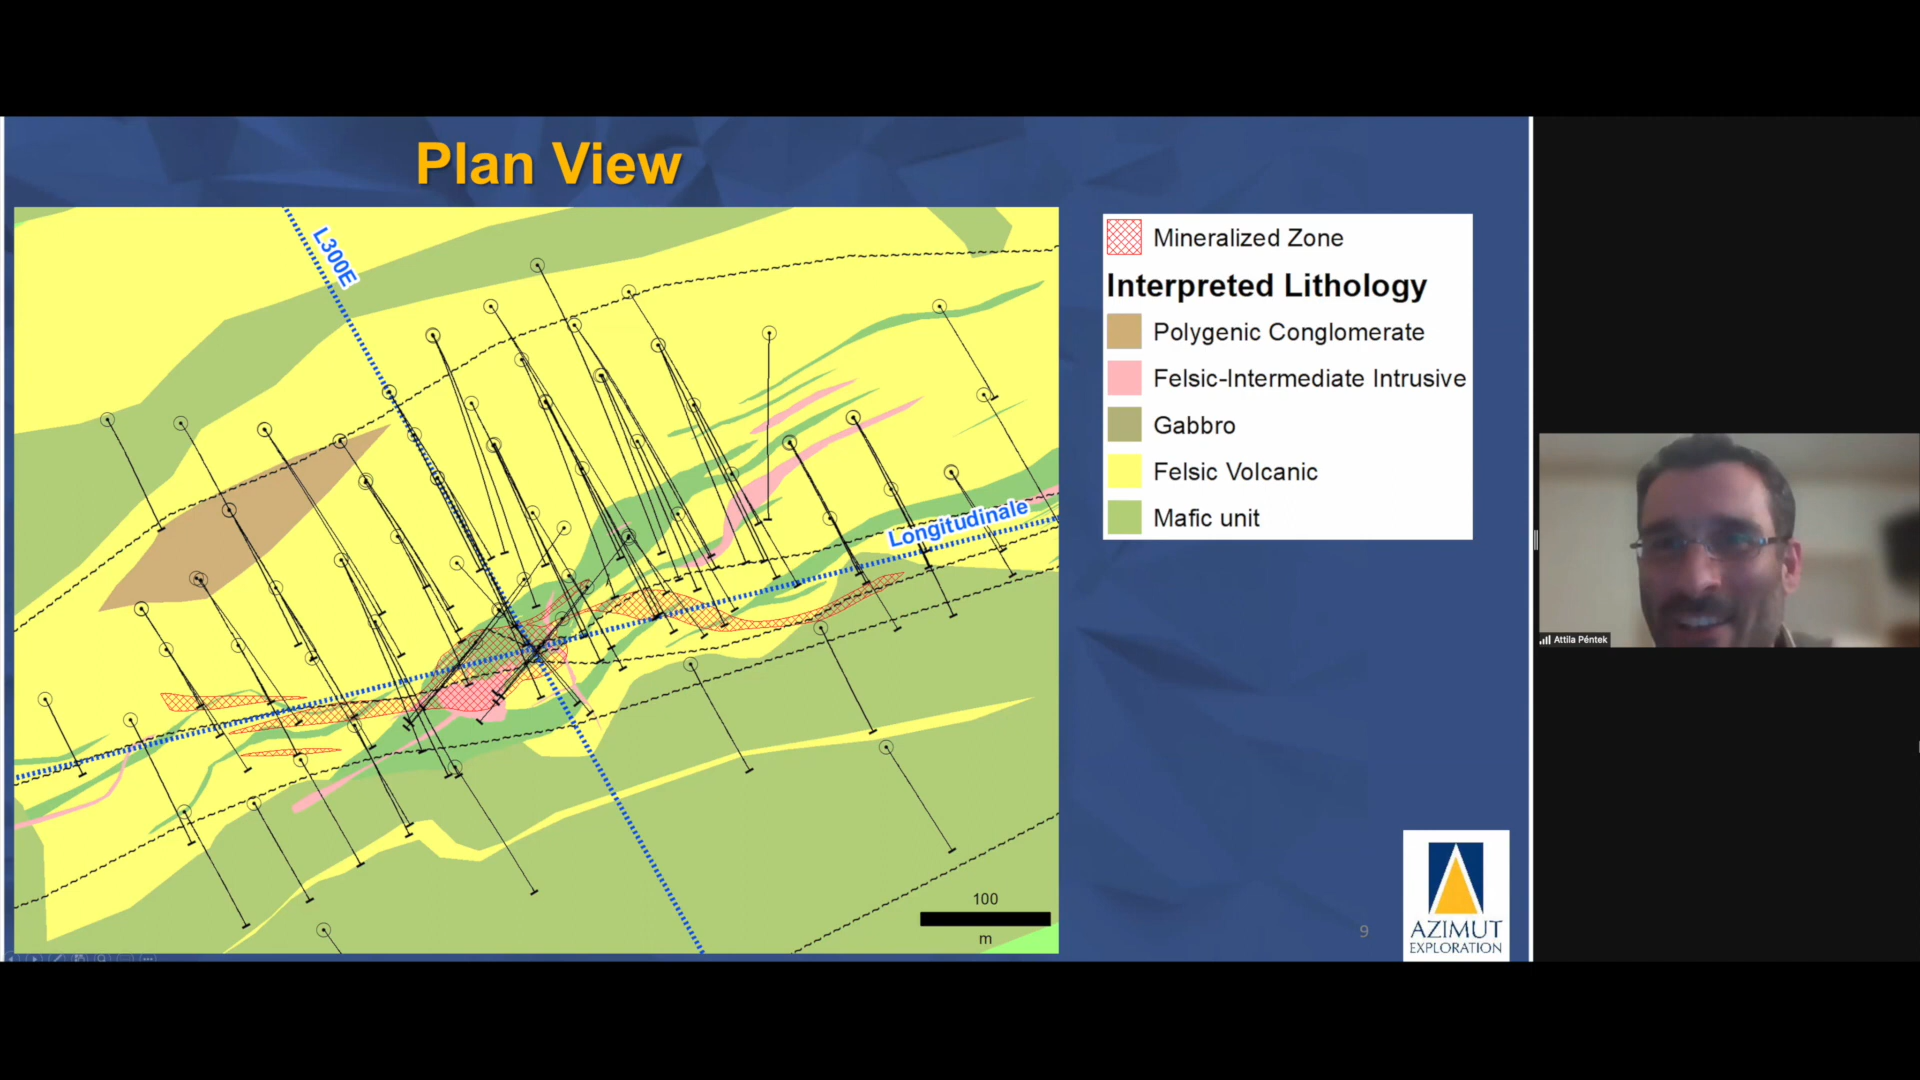 Plan View
L300E
Longitudinale
100
m
Mineralized Zone
Interpreted Lithology
Polygenic Conglomerate
Felsic-Intermediate Intrusive
Gabbro
Felsic Volcanic
Mafic unit
9
AZIMUT
EXPLORATION
Attila Péntek